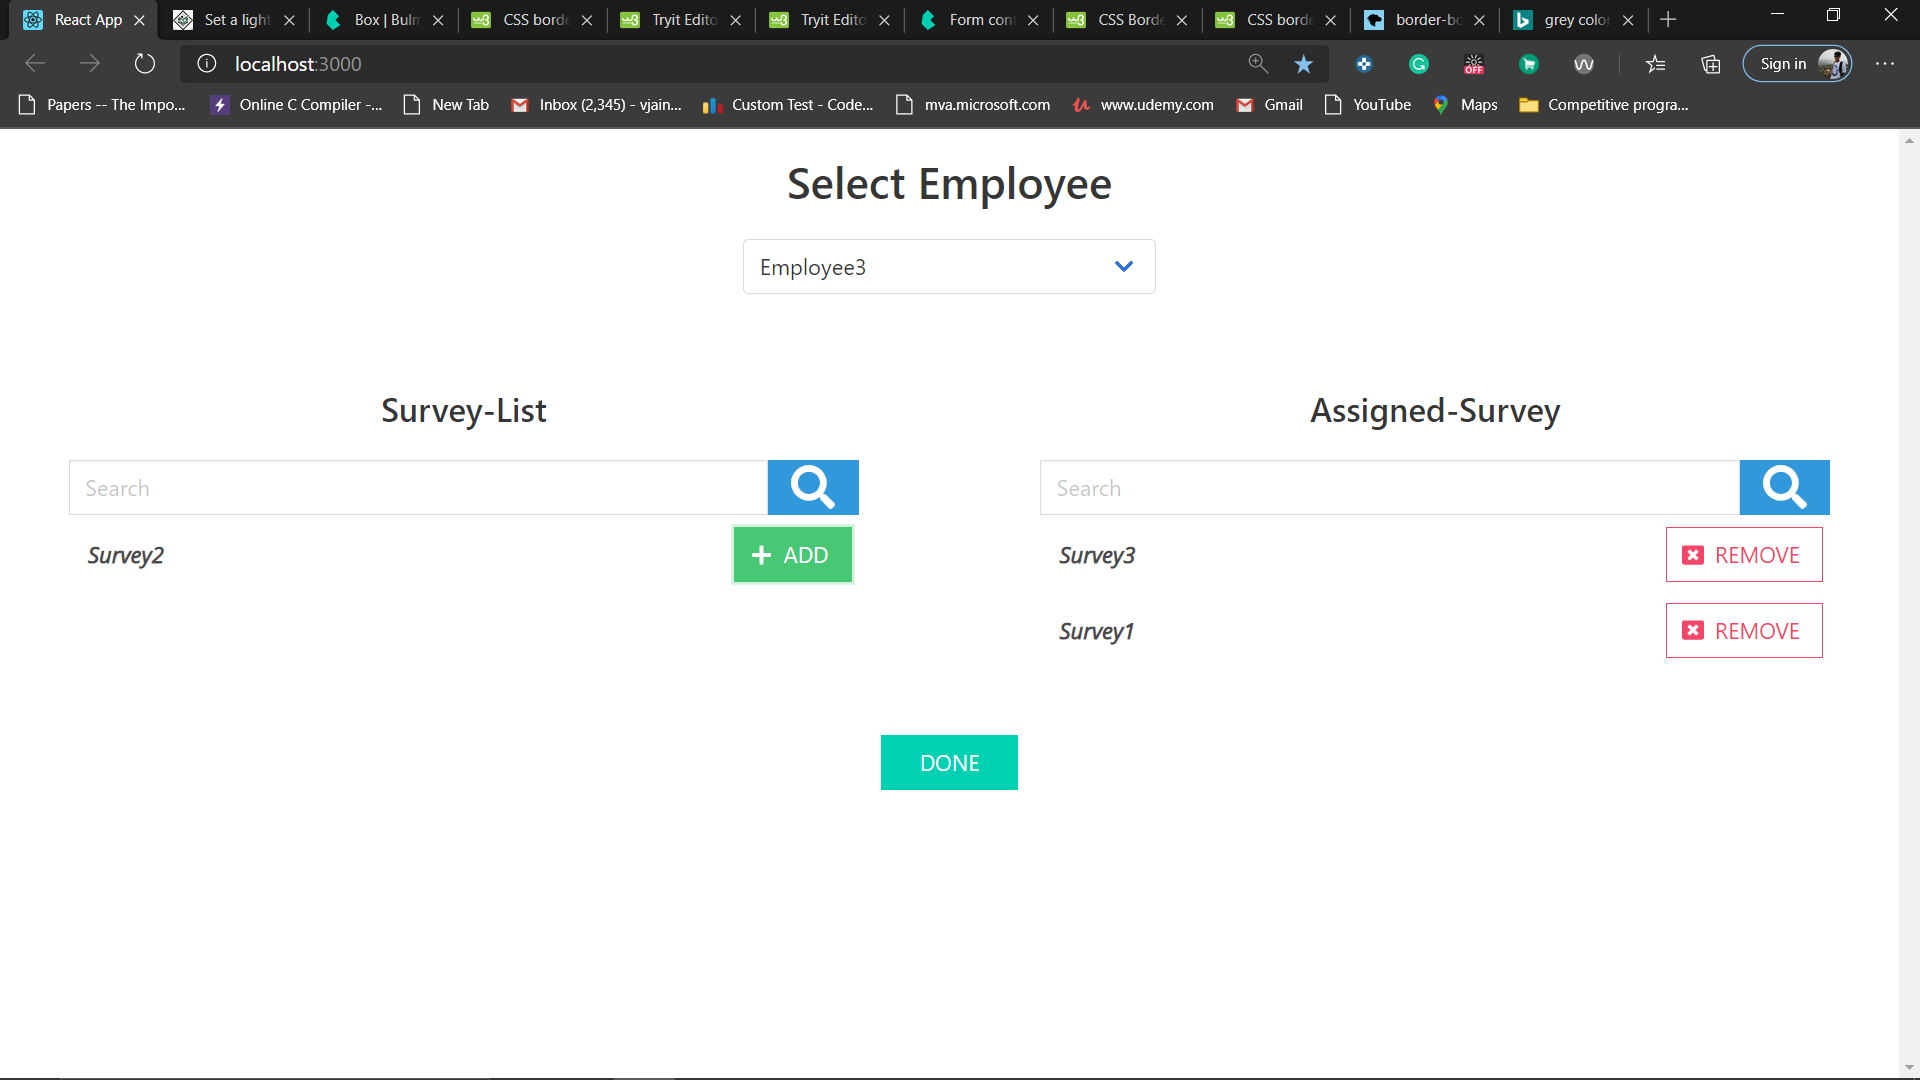 React App
Set a light
Box | Bulm
CSS borde
Tryit Edito
Tryit Edito
Form cont
CSS Borde
CSS borde
border-bo
grey color
localhost:3000
OFF
Sign in
Papers -- The Impo...
Online C Compiler -...
New Tab
Inbox (2,345) - vjain...
Custom Test - Code...
mva.microsoft.com
www.udemy.com
Gmail
YouTube
Maps
Competitive progra...
Select Employee
Employee3
Survey-List
Assigned-Survey
Search
Search
Survey2
ADD
Survey3
REMOVE
Survey1
REMOVE
DONE